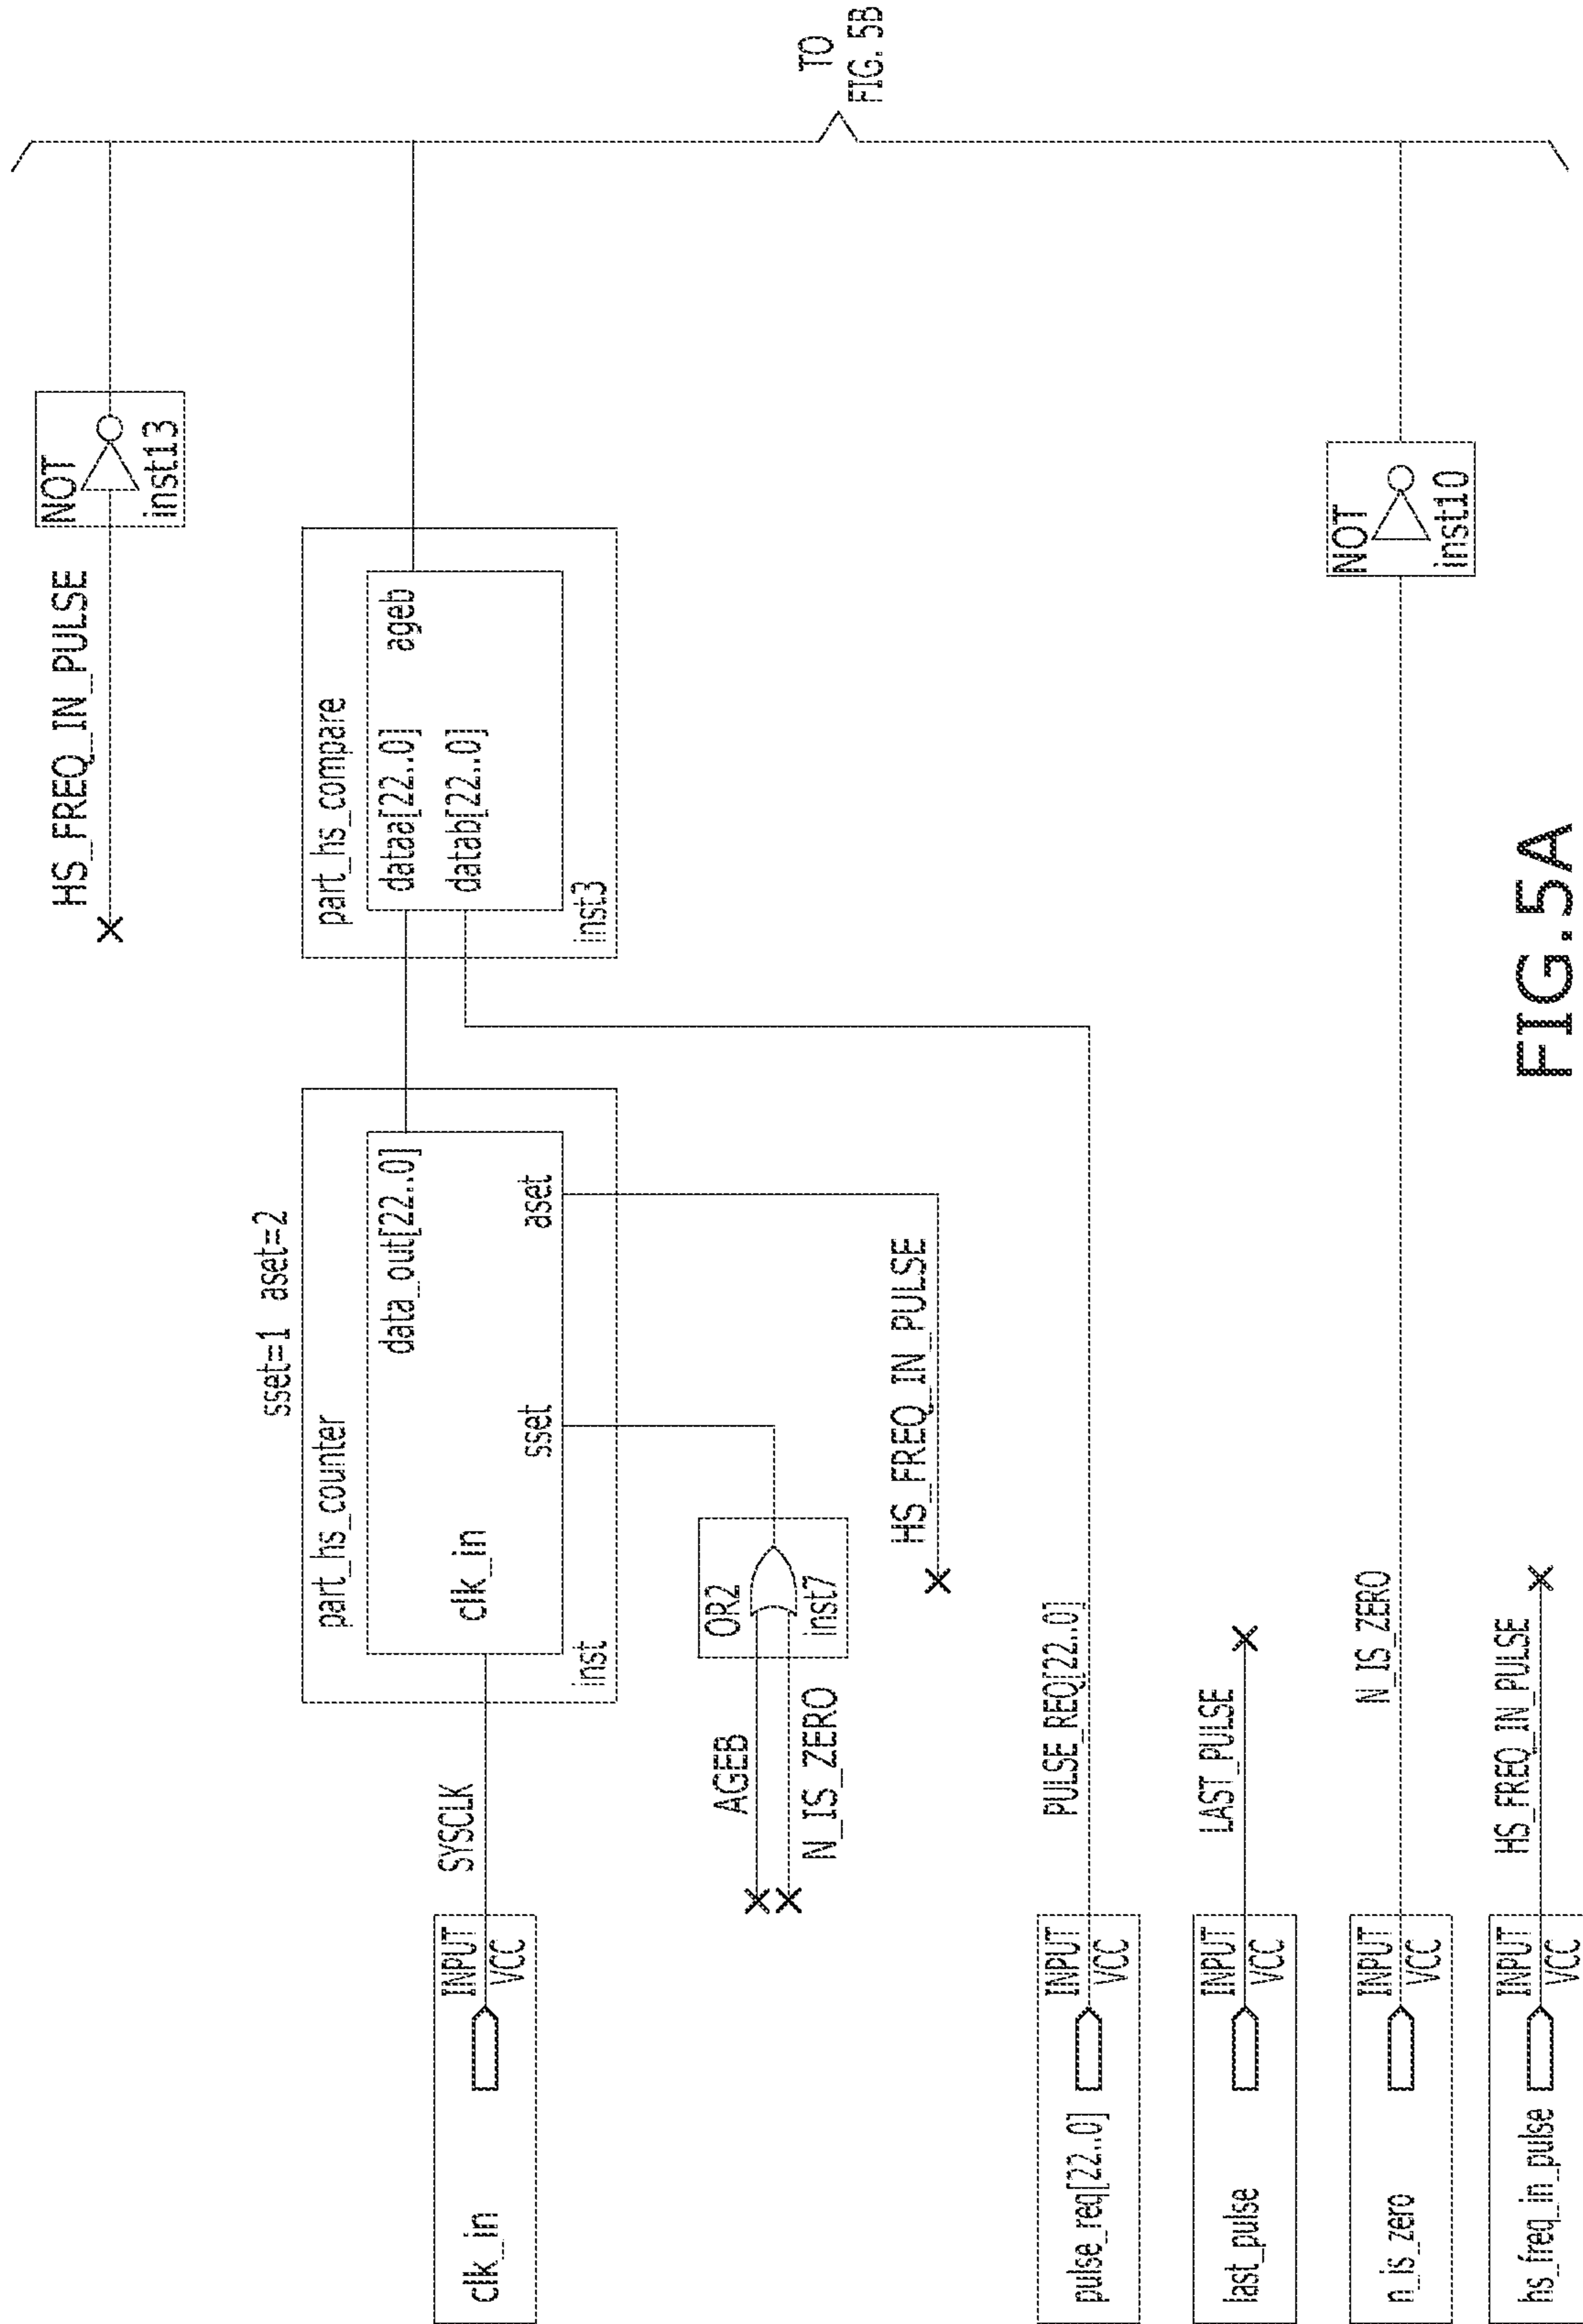 HS_FREQ_IN_PULSE
NOT
inst13
sset=1 aset=2
part_hs_counter
data_out[22..0]
clk_in
sset
aset
inst
part_hs_compare
dataa[22..0]
ageb
datab[22..0]
inst3
clk_in
INPUT
VCC
SYSCLK
AGEB
N_IS_ZERO
OR2
inst7
HS_FREQ_IN_PULSE
TO
FIG. 5B
pulse_req[22..0]
INPUT
VCC
PULSE_REQ[22..0]
last_pulse
INPUT
VCC
LAST_PULSE
n_is_zero
INPUT
VCC
N_IS_ZERO
NOT
inst10
hs_freq_in_pulse
INPUT
VCC
HS_FREQ_IN_PULSE
FIG.5A